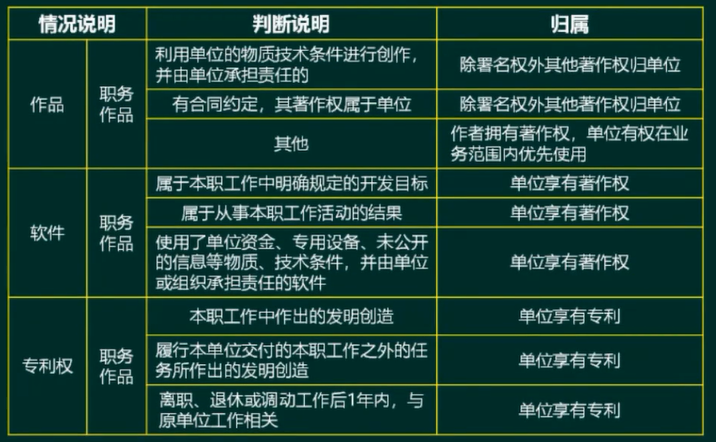 情况说明 判断说明 归属
作品 职务作品
利用单位的物质技术条件进行创作，
并由单位承担责任的
除署名权外其他著作权归单位
有合同约定，其著作权属于单位
除署名权外其他著作权归单位
其他
作者拥有著作权，单位有权在业
务范围内优先使用
软件 职务作品
属于本职工作中明确规定的开发目标
单位享有著作权
属于从事本职工作活动的结果
单位享有著作权
使用了单位资金、专用设备、未公开
的信息等物质、技术条件，并由单位
或组织承担责任的软件
单位享有著作权
专利权 职务作品
本职工作中作出的发明创造
单位享有专利
履行本单位交付的本职工作之外的任
务所作出的发明创造
单位享有专利
离职、退休或调动工作后1年内，与
原单位工作相关
单位享有专利